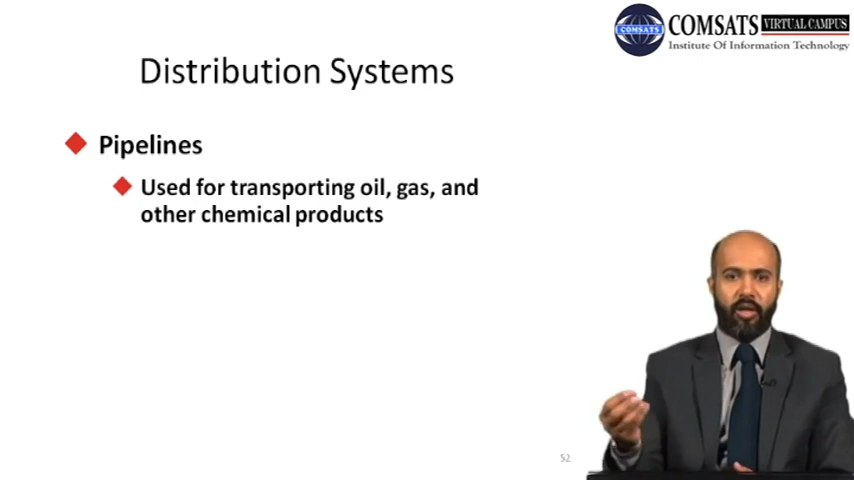 COMSATS VIRTUAL CAMPUS
Institute Of Information Technology
COMSATS
Distribution Systems
Pipelines
Used for transporting oil, gas, and
other chemical products
52